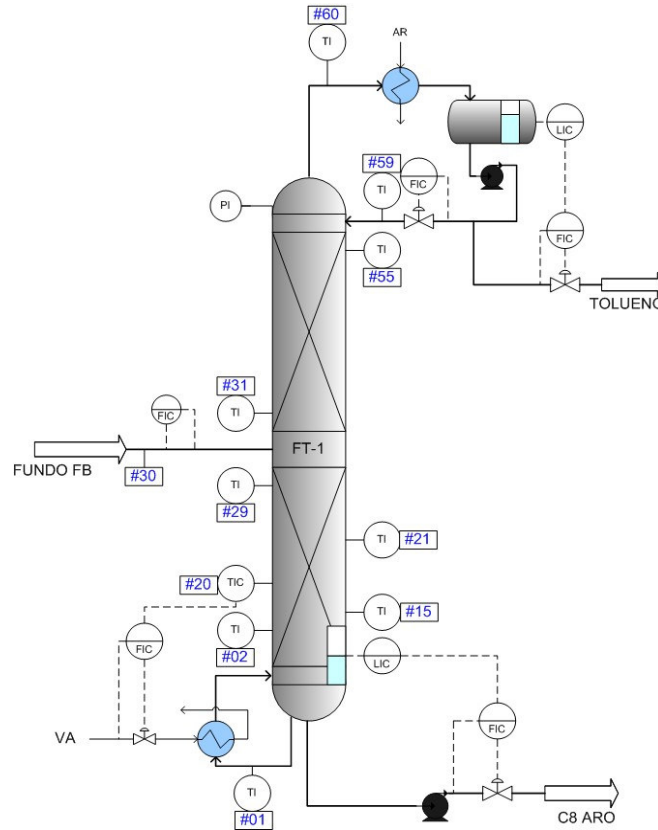 #60
TI
AR
LIC
#59
FIC
TI
PI
FIC
TI
#55
TOLUENO
#31
TI
FIC
FT-1
FUNDO FB
#30
TI
#29
TI
#21
#20
TIC
TI
#15
FIC
TI
#02
LIC
FIC
VA
TI
#01
C8 ARO